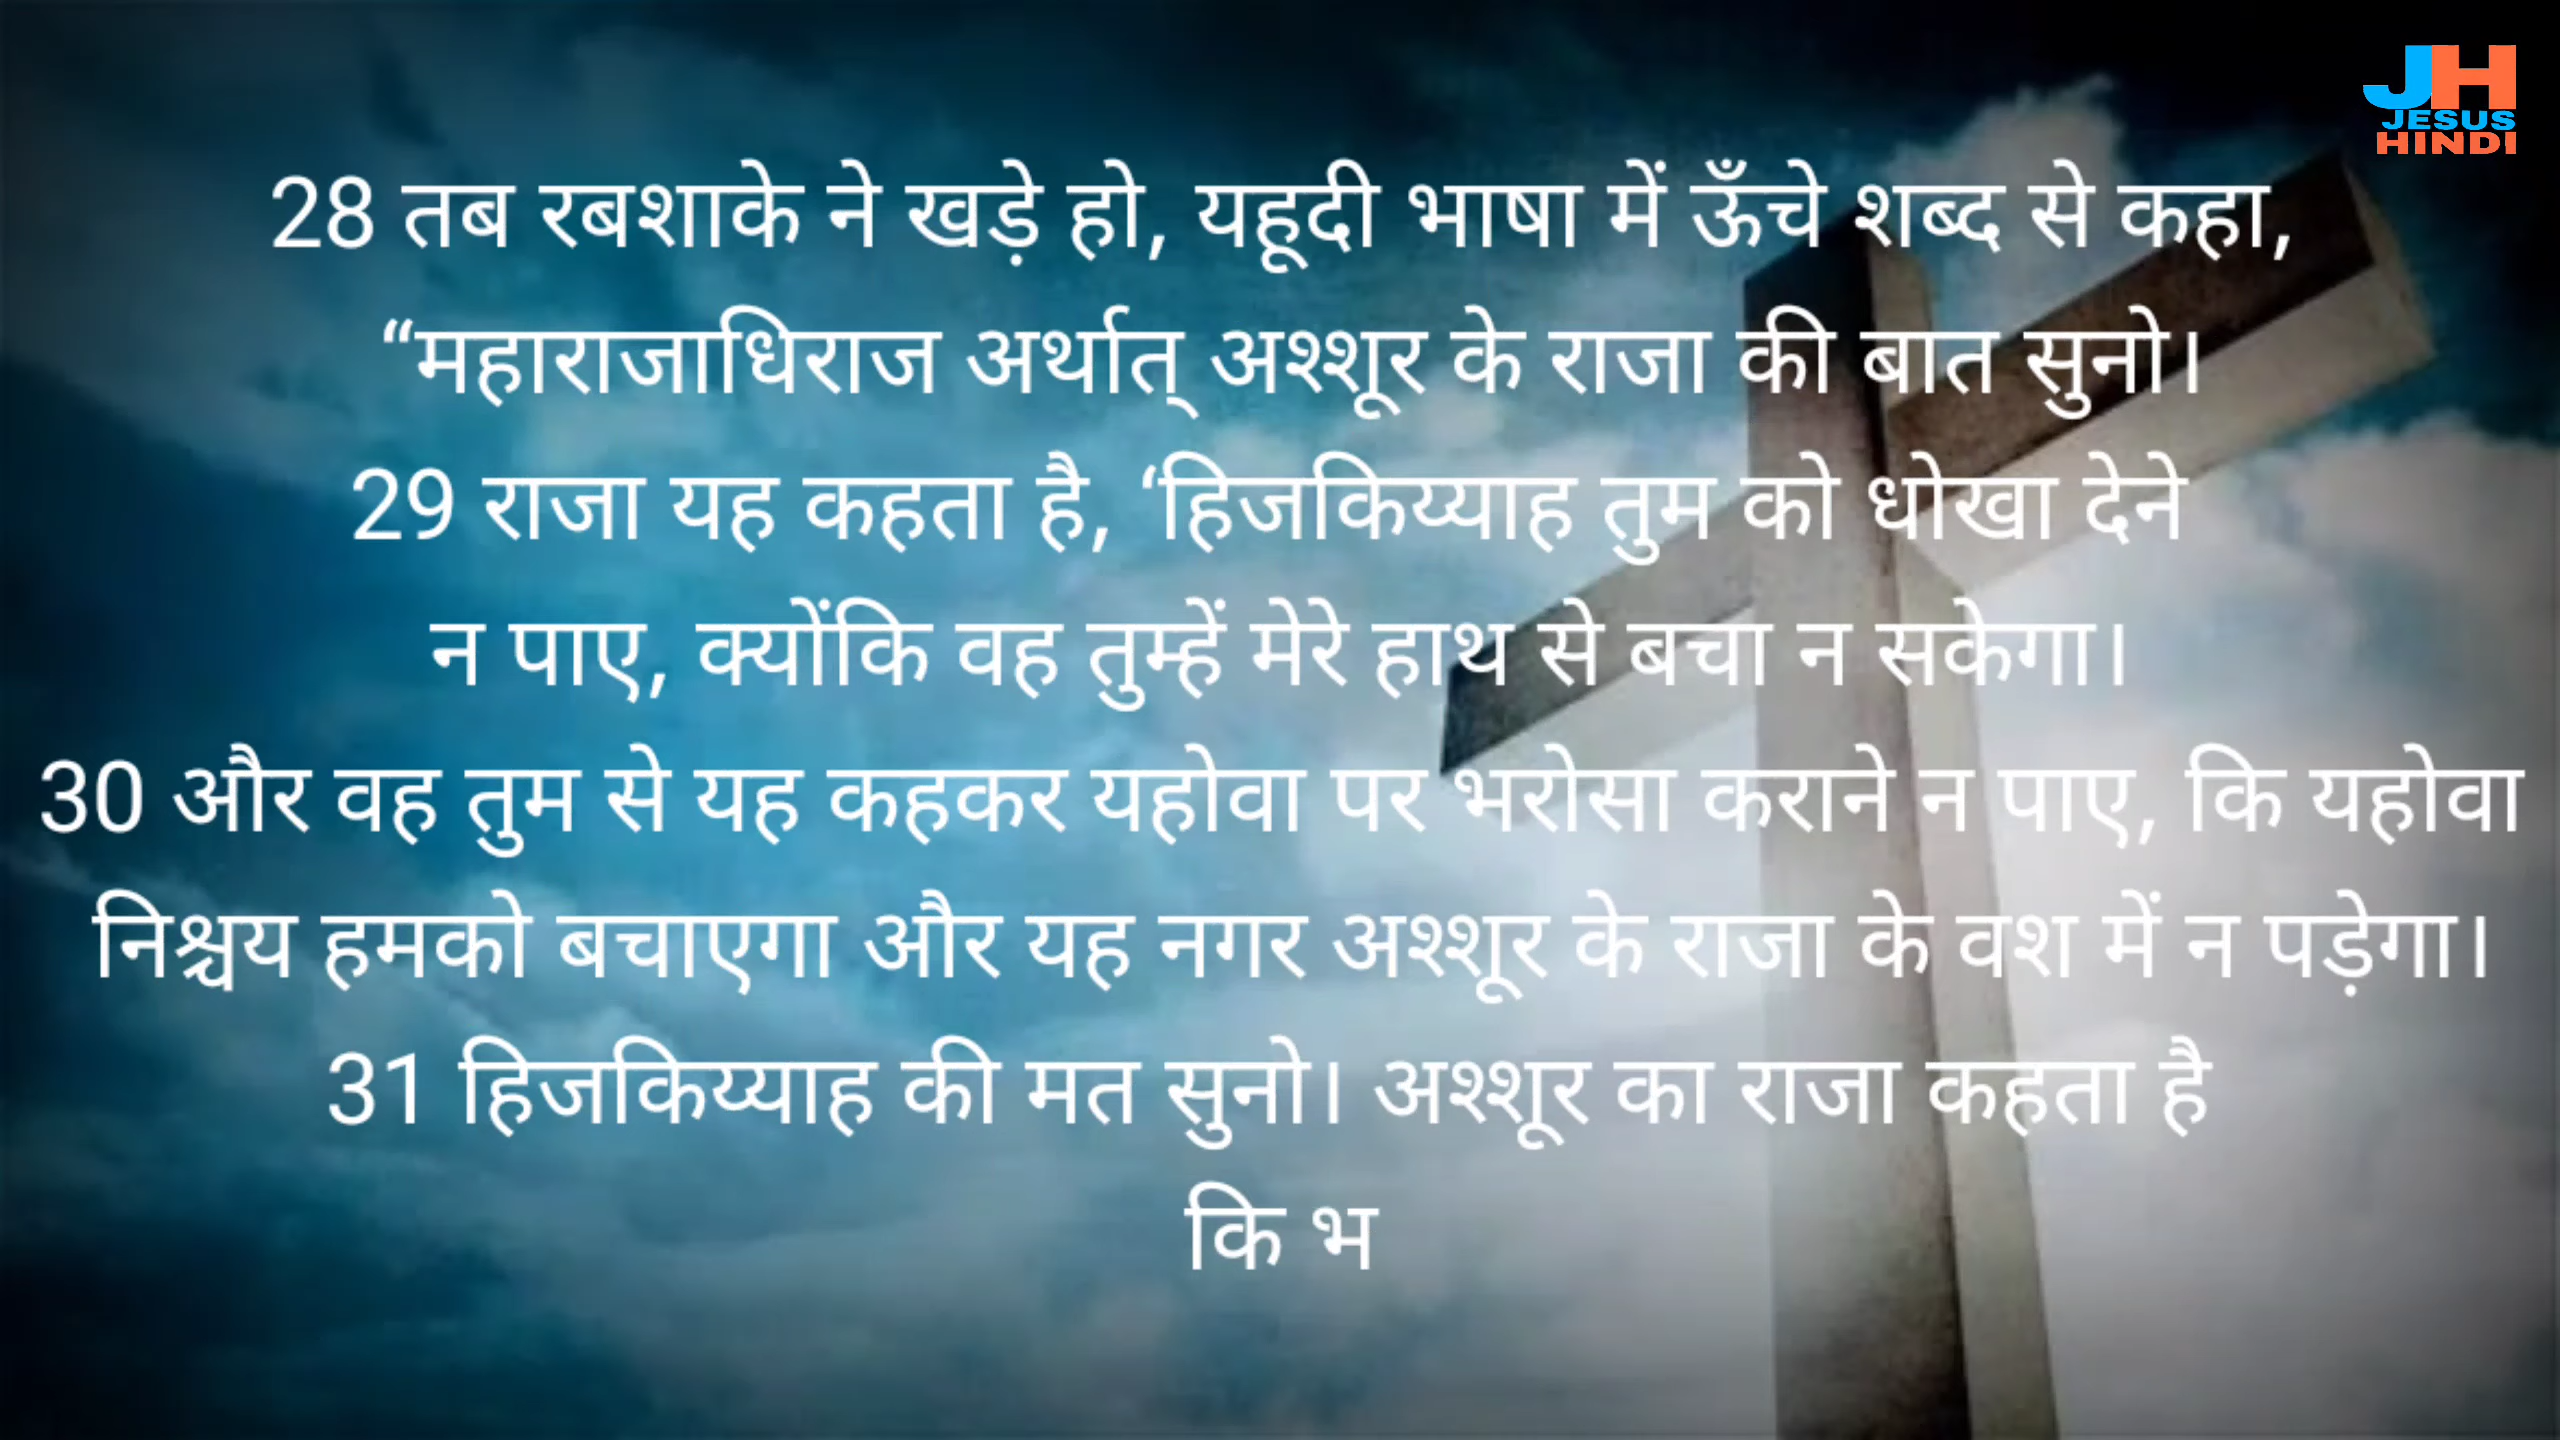 JH
JESUS
HINDI
28 तब रबशाके ने खड़े हो, यहूदी भाषा में ऊँचे शब्द से कहा,
“महाराजाधिराज अर्थात् अश्शूर के राजा की बात सुनो।
29 राजा यह कहता है, ‘हिजकिय्याह तुम को धोखा देने
न पाए, क्योंकि वह तुम्हें मेरे हाथ से बचा न सकेगा।
30 और वह तुम से यह कहकर यहोवा पर भरोसा कराने न पाए, कि यहोवा
निश्चय हमको बचाएगा और यह नगर अश्शूर के राजा के वश में न पड़ेगा।
31 हिजकिय्याह की मत सुनो। अश्शूर का राजा कहता है
कि भ